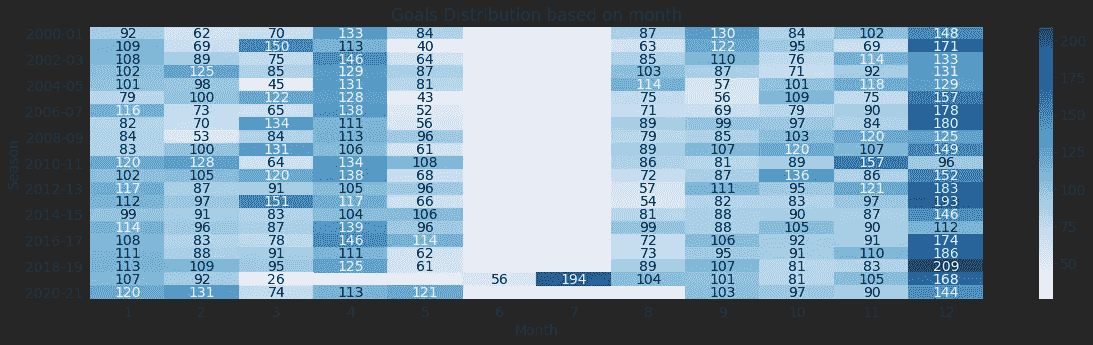 Goals Distribution based on month
2000-01 92 62 70 133 84 87 130 84 102 148
109 69 150 113 40 63 122 95 69 171
2002-03 108 89 75 146 64 85 110 76 114 133
102 125 85 129 87 103 87 71 92 131
2004-05 101 98 45 131 81 114 57 101 118 129
79 100 122 128 43 75 56 109 75 157
2006-07 116 73 65 138 52 71 69 79 90 178
82 70 134 111 56 89 99 97 84 180
2008-09 84 53 84 113 96 79 85 103 120 125
83 100 131 106 61 89 107 120 107 149
2010-11 120 128 64 134 108 86 81 89 157 96
102 105 120 138 68 72 87 136 86 152
2012-13 117 87 91 105 96 57 111 95 121 183
112 97 151 117 66 54 82 83 97 193
2014-15 99 91 83 104 106 81 88 90 87 146
114 96 87 139 96 99 88 105 90 112
2016-17 108 83 78 146 114 72 106 92 91 174
111 88 91 111 62 73 95 91 110 186
2018-19 113 109 95 125 61 89 107 81 83 209
107 92 26 56 194 104 101 81 105 168
2020-21 120 131 74 113 121 103 97 90 144
1 2 3 4 5 6 7 8 9 10 11 12
Month
Season
200
175
150
125
100
75
50